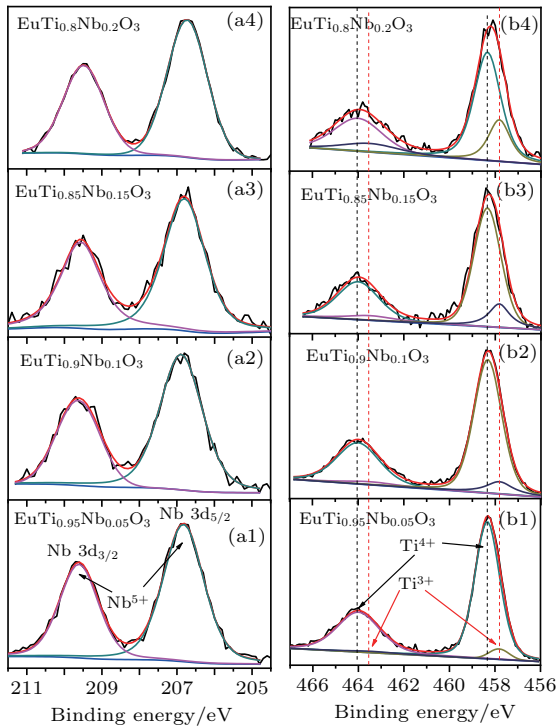 EuTi₀.₈Nb₀.₂O₃ (a4)
EuTi₀.₈₅Nb₀.₁₅O₃ (a3)
EuTi₀.₉Nb₀.₁O₃ (a2)
EuTi₀.₉₅Nb₀.₀₅O₃ (a1)
Nb 3d₅/₂
Nb 3d₃/₂
Nb⁵⁺
211 209 207 205
Binding energy/eV
EuTi₀.₈Nb₀.₂O₃ (b4)
EuTi₀.₈₅Nb₀.₁₅O₃ (b3)
EuTi₀.₉Nb₀.₁O₃ (b2)
EuTi₀.₉₅Nb₀.₀₅O₃ (b1)
Ti⁴⁺
Ti³⁺
466 464 462 460 458 456
Binding energy/eV